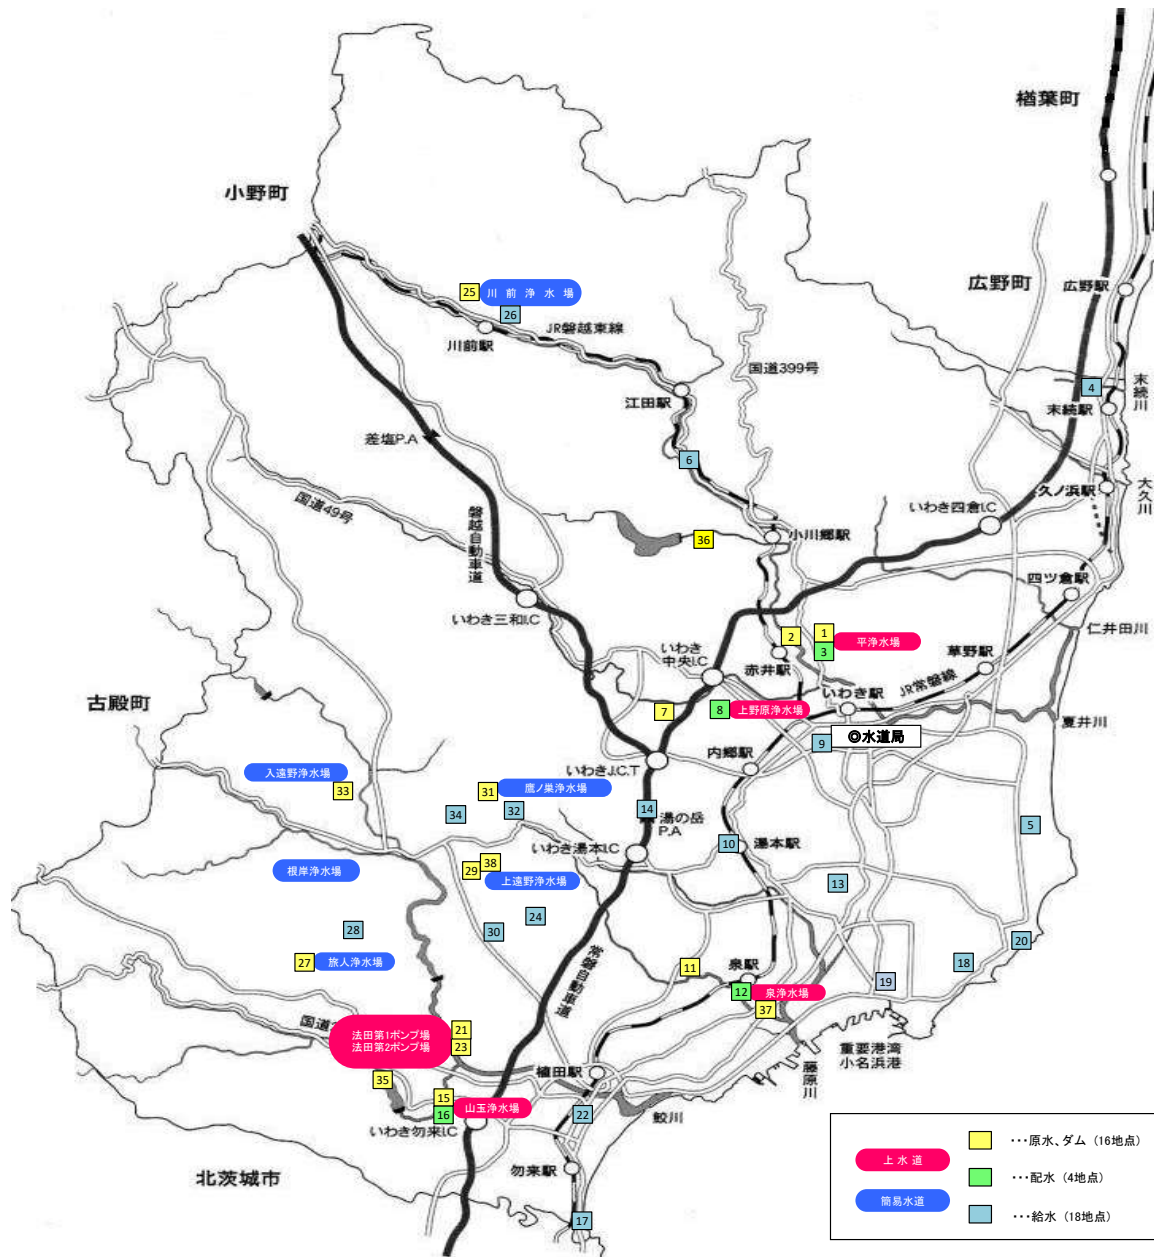 楢葉町
小野町
広野町
広野駅
25
川前浄水場
26
JR磐越東線
川前駅
国道399号
末続川
4
江田駅
末続駅
差塩P.A
6
久ノ浜駅
大久川
国道49号
いわき四倉I.C
磐越自動車道
36
小川郷駅
四ツ倉駅
いわき三和I.C
仁井田川
2
1
平浄水場
3
いわき
中央I.C
赤井駅
草野駅
JR常磐線
いわき駅
古殿町
7
8
上野原浄水場
夏井川
◎水道局
9
内郷駅
いわきJ.C.T
入遠野浄水場
33
31
鷹ノ巣浄水場
34
32
14
湯の岳
P.A
5
いわき湯本I.C
10
湯本駅
根岸浄水場
29
38
上遠野浄水場
13
24
28
30
20
27
旅人浄水場
常磐自動車道
11
泉駅
18
19
12
泉浄水場
37
国道
法田第1ポンプ場
法田第2ポンプ場
21
23
重要港湾
小名浜港
藤原川
植田駅
35
15
16
山玉浄水場
22
鮫川
いわき勿来I.C
勿来駅
北茨城市
17
上水道
簡易水道
・・・原水、ダム (16地点)
・・・配水 (4地点)
・・・給水 (18地点)